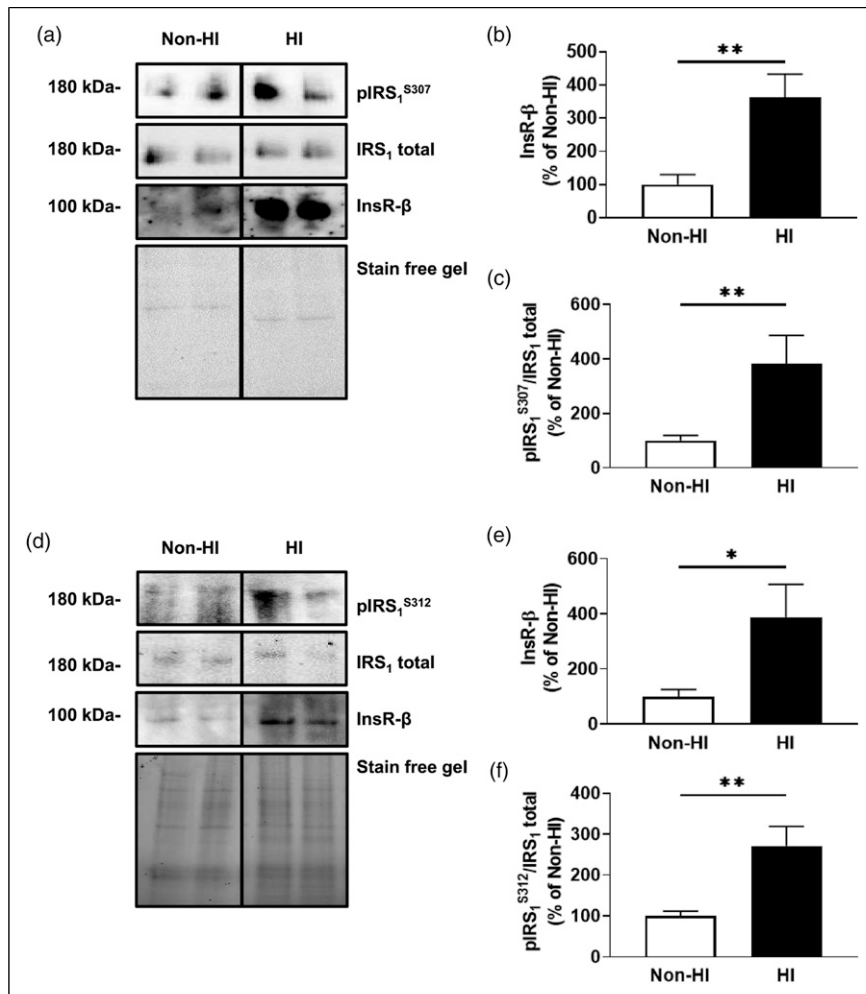 (a)
Non-HI HI
180 kDa- pIRS₁ˢ³⁰⁷
180 kDa- IRS₁ total
100 kDa- InsR-β
Stain free gel
(b)
InsR-β
(% of Non-HI)
500
400
300
200
100
0
**
Non-HI HI
(c)
pIRS₁ˢ³⁰⁷/IRS₁ total
(% of Non-HI)
600
400
200
0
**
Non-HI HI
(d)
Non-HI HI
180 kDa- pIRS₁ˢ³¹²
180 kDa- IRS₁ total
100 kDa- InsR-β
Stain free gel
(e)
InsR-β
(% of Non-HI)
600
400
200
0
*
Non-HI HI
(f)
pIRS₁ˢ³¹²/IRS₁ total
(% of Non-HI)
400
300
200
100
0
**
Non-HI HI